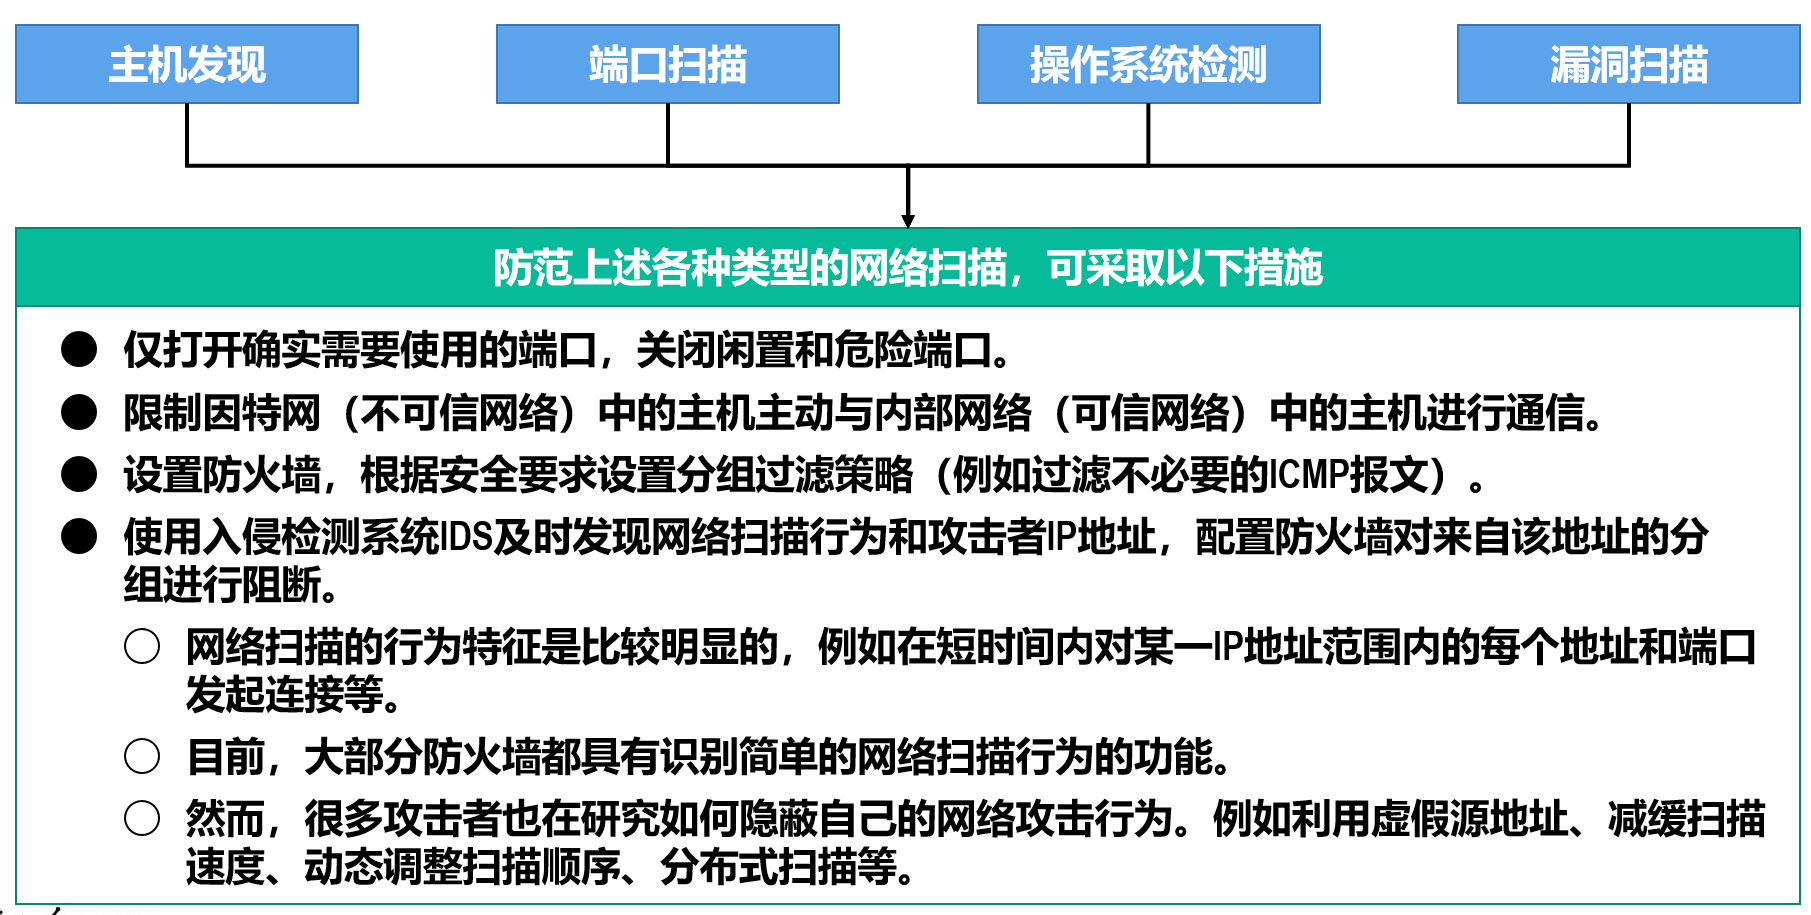 主机发现
端口扫描
操作系统检测
漏洞扫描
防范上述各种类型的网络扫描，可采取以下措施
仅打开确实需要使用的端口，关闭闲置和危险端口。
限制因特网（不可信网络）中的主机主动与内部网络（可信网络）中的主机进行通信。
设置防火墙，根据安全要求设置分组过滤策略（例如过滤不必要的ICMP报文）。
使用入侵检测系统IDS及时发现网络扫描行为和攻击者IP地址，配置防火墙对来自该地址的分
组进行阻断。
网络扫描的行为特征是比较明显的，例如在短时间内对某一IP地址范围内的每个地址和端口
发起连接等。
目前，大部分防火墙都具有识别简单的网络扫描行为的功能。
然而，很多攻击者也在研究如何隐蔽自己的网络攻击行为。例如利用虚假源地址、减缓扫描
速度、动态调整扫描顺序、分布式扫描等。